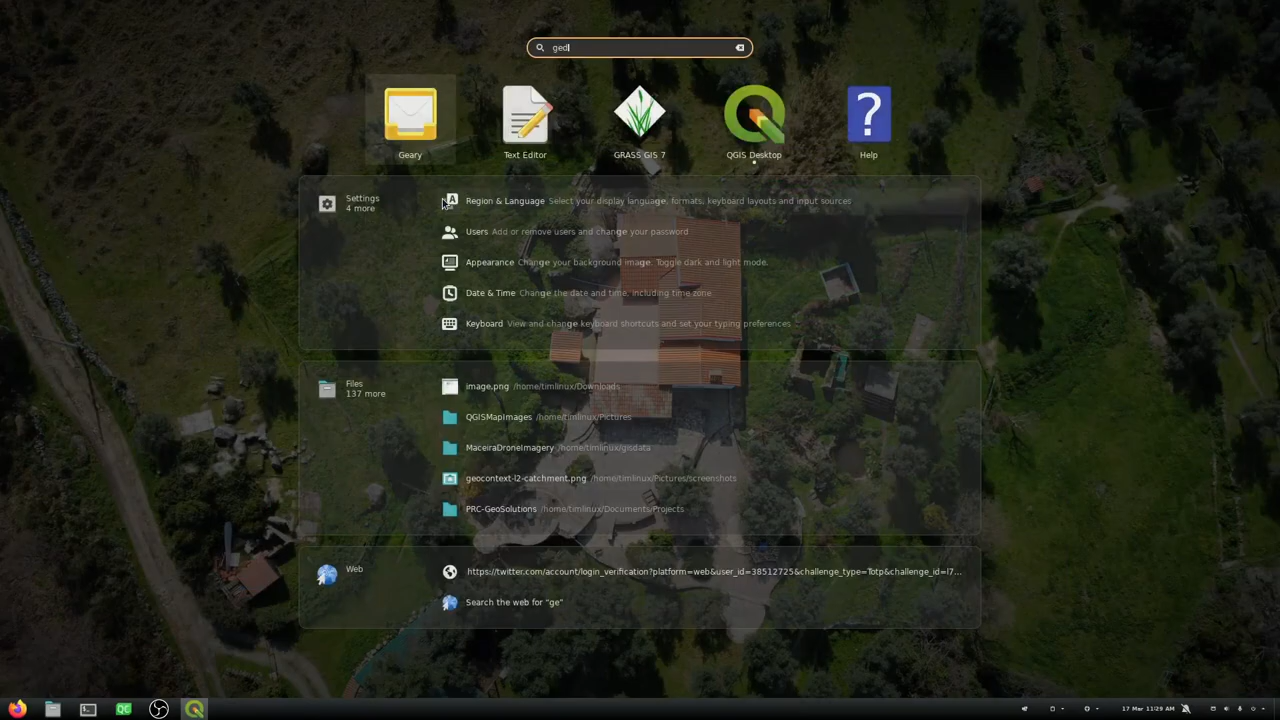 ged
Geary
Text Editor
GRASS GIS 7
QGIS Desktop
Help
Settings
4 more
Region & Language Select your display language, formats, keyboard layouts and input sources
Users Add or remove users and change your password
Appearance Change your background image. Toggle dark and light mode.
Date & Time Change the date and time, including time zone
Keyboard View and change keyboard shortcuts and set your typing preferences
Files
137 more
image.png /home/timlinux/Downloads
QGISMapImages /home/timlinux/Pictures
MaceiraDroneImagery /home/timlinux/gisdata
geocontext-l2-catchment.png /home/timlinux/Pictures/screenshots
PRC-GeoSolutions /home/timlinux/Documents/Projects
Web
https://twitter.com/account/login_verification?platform=web&user_id=38512725&challenge_type=Totp&challenge_id=l7...
Search the web for "ge"
17 Mar 11:29 AM